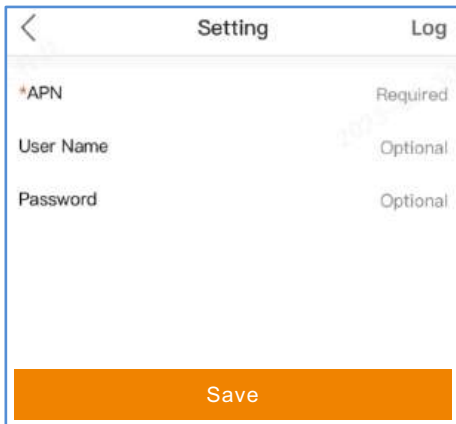 Setting Log
*APN Required
User Name Optional
Password Optional
Save